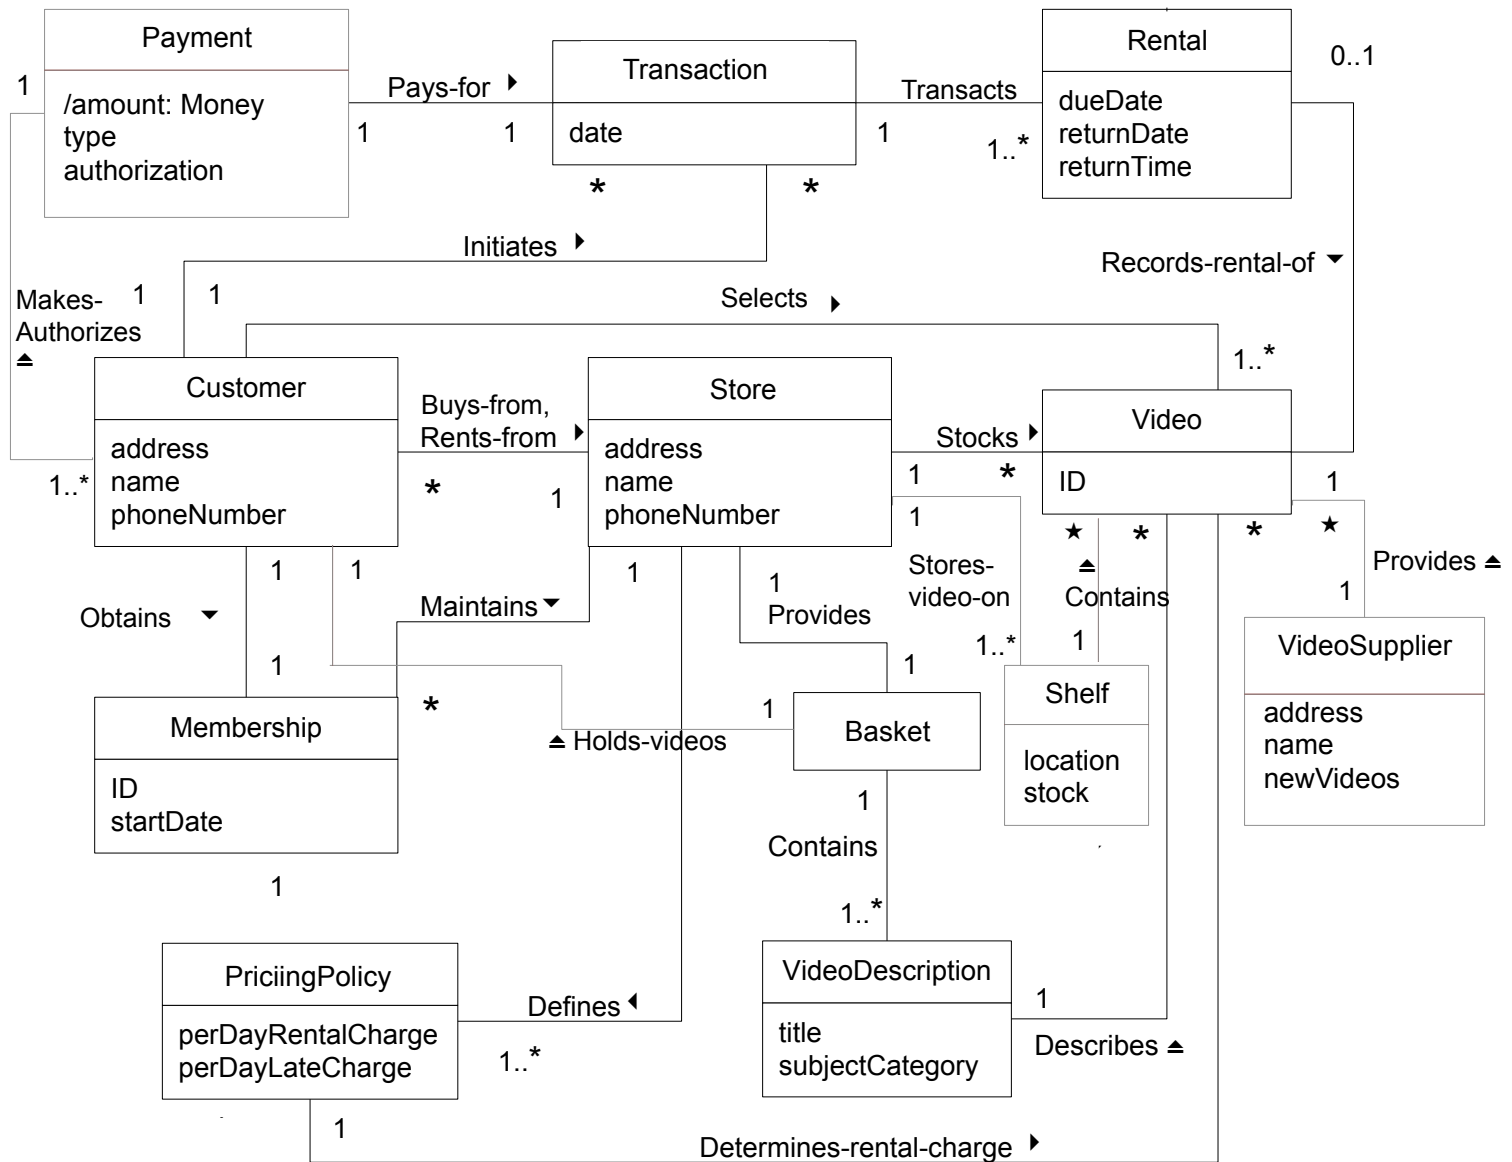 Payment
/amount: Money
type
authorization
1
Pays-for
1
1
Transaction
date
Transacts
1
1..*
Rental
dueDate
returnDate
returnTime
0..1
*
*
Initiates
Records-rental-of
Makes-
Authorizes
1
1
Selects
1..*
Customer
address
name
phoneNumber
1..*
Buys-from,
Rents-from
*
1
Store
address
name
phoneNumber
Stocks
1
*
1
Video
ID
1
★
*
*
★
1
1
Obtains
1
Maintains
*
1
1
Provides
1
Stores-
video-on
1..*
Contains
1
Provides
1
VideoSupplier
address
name
newVideos
Membership
ID
startDate
1
Holds-videos
1
Basket
1
Shelf
location
stock
Contains
1..*
PriciingPolicy
perDayRentalCharge
perDayLateCharge
Defines
1..*
VideoDescription
title
subjectCategory
1
Describes
1
Determines-rental-charge